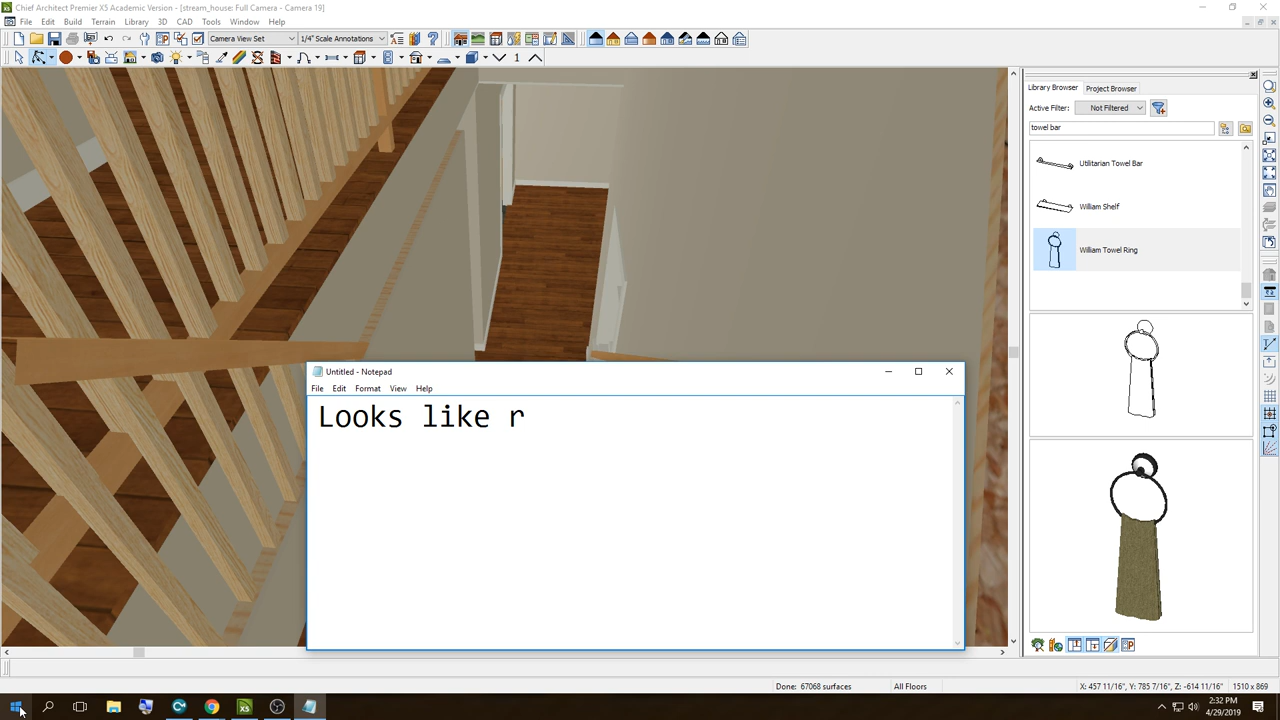 Chief Architect Premier X5 Academic Version - [stream_house: Full Camera - Camera 19]
File Edit Build Terrain Library 3D CAD Tools Window Help
Camera View Set
1/4" Scale Annotations
1
Library Browser Project Browser
Active Filter: Not Filtered
towel bar
Utilitarian Towel Bar
William Shelf
William Towel Ring
Untitled - Notepad
File Edit Format View Help
Looks like r
Done: 67068 surfaces
All Floors
X: 457 11/16", Y: 785 7/16", Z: -614 11/16"
1510 x 869
X5
2:32 PM
4/29/2019